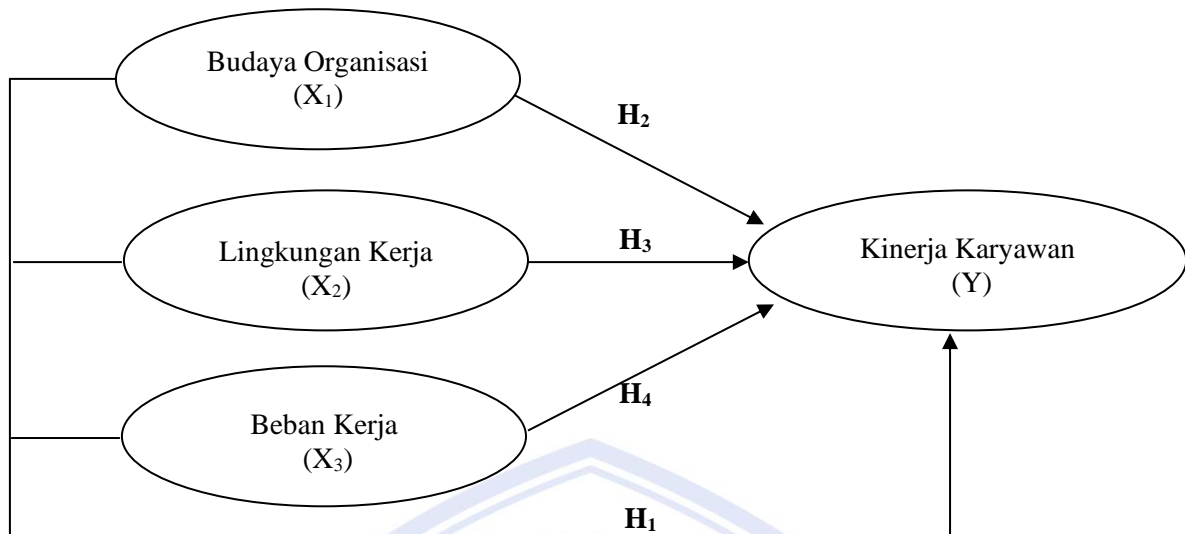 Budaya Organisasi
(X₁)
H₂
Lingkungan Kerja
(X₂)
H₃
Kinerja Karyawan
(Y)
Beban Kerja
(X₃)
H₄
H₁